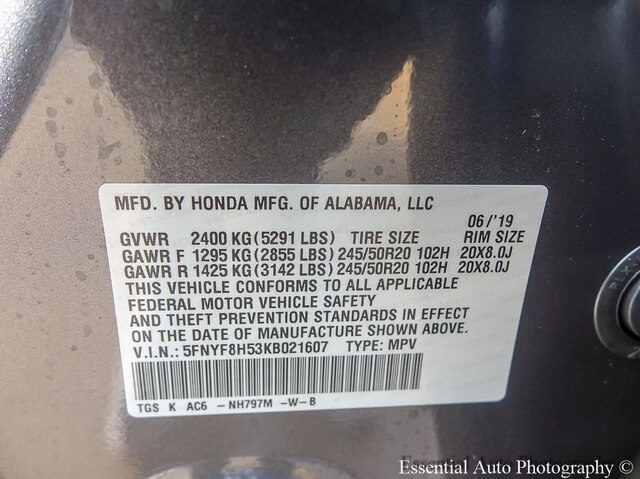 MFD. BY HONDA MFG. OF ALABAMA, LLC
06/'19
GVWR 2400 KG (5291 LBS) TIRE SIZE RIM SIZE
GAWR F 1295 KG (2855 LBS) 245/50R20 102H 20X8.0J
GAWR R 1425 KG (3142 LBS) 245/50R20 102H 20X8.0J
THIS VEHICLE CONFORMS TO ALL APPLICABLE
FEDERAL MOTOR VEHICLE SAFETY
AND THEFT PREVENTION STANDARDS IN EFFECT
ON THE DATE OF MANUFACTURE SHOWN ABOVE.
V.I.N.: 5FNYF8H53KB021607 TYPE: MPV
TGS K AC6 -NH797M -W-B
Essential Auto Photography ©